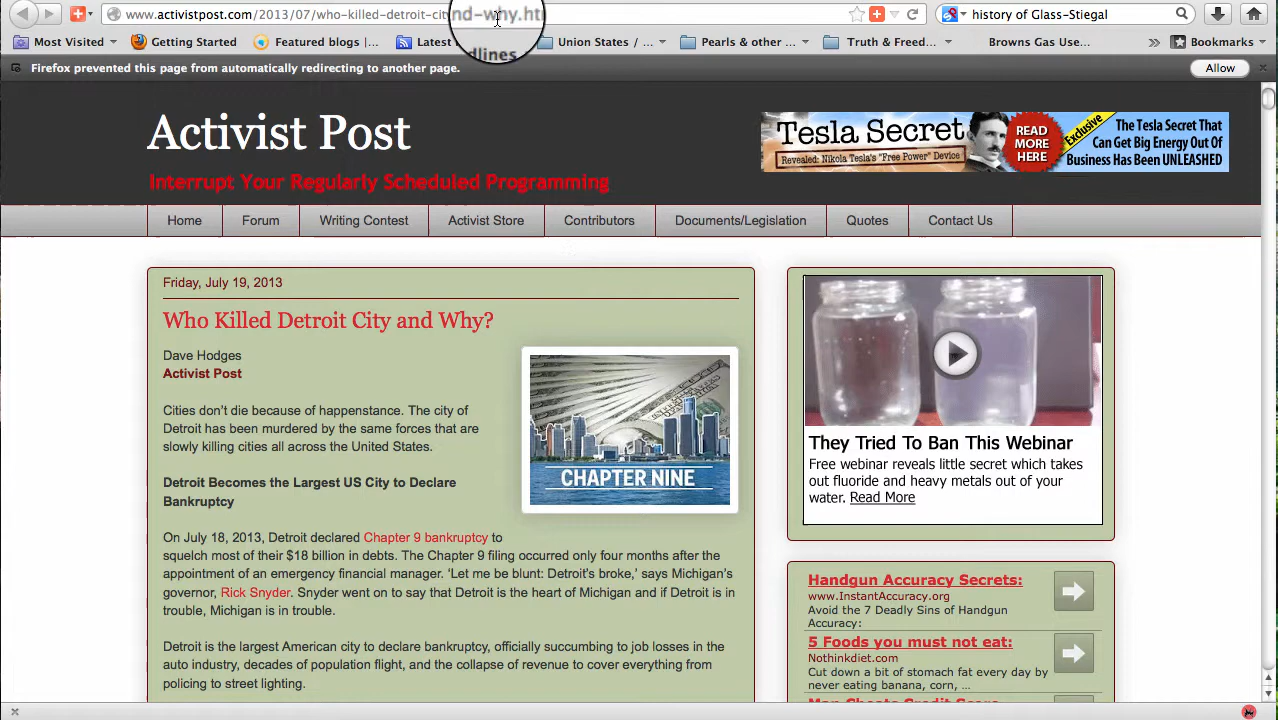 www.activistpost.com/2013/07/who-killed-detroit-city nd-why.ht
history of Glass-Stiegal
Most Visited
Getting Started
Featured blogs |...
Latest
dlines
Union States / ...
Pearls & other ...
Truth & Freed...
Browns Gas Use...
Bookmarks
Firefox prevented this page from automatically redirecting to another page.
Allow
Activist Post
Interrupt Your Regularly Scheduled Programming
Tesla Secret
Revealed: Nikola Tesla's "Free Power" Device
READ
MORE
HERE
Exclusive
The Tesla Secret That
Can Get Big Energy Out Of
Business Has Been UNLEASHED
Home
Forum
Writing Contest
Activist Store
Contributors
Documents/Legislation
Quotes
Contact Us
Friday, July 19, 2013
Who Killed Detroit City and Why?
Dave Hodges
Activist Post
Cities don't die because of happenstance. The city of
Detroit has been murdered by the same forces that are
slowly killing cities all across the United States.
Detroit Becomes the Largest US City to Declare
Bankruptcy
CHAPTER NINE
On July 18, 2013, Detroit declared Chapter 9 bankruptcy to
squelch most of their $18 billion in debts. The Chapter 9 filing occurred only four months after the
appointment of an emergency financial manager. 'Let me be blunt: Detroit's broke,' says Michigan's
governor, Rick Snyder. Snyder went on to say that Detroit is the heart of Michigan and if Detroit is in
trouble, Michigan is in trouble.
Detroit is the largest American city to declare bankruptcy, officially succumbing to job losses in the
auto industry, decades of population flight, and the collapse of revenue to cover everything from
policing to street lighting.
They Tried To Ban This Webinar
Free webinar reveals little secret which takes
out fluoride and heavy metals out of your
water. Read More
Handgun Accuracy Secrets:
www.InstantAccuracy.org
Avoid the 7 Deadly Sins of Handgun
Accuracy:
5 Foods you must not eat:
Nothinkdiet.com
Cut down a bit of stomach fat every day by
never eating banana, corn, ...